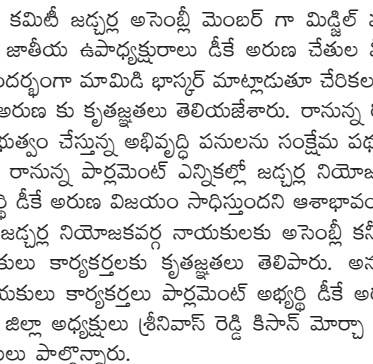 కమిటీ జడ్చర్ల అసెంబ్లీ మెంబర్ గా మిడ్జిల్
జాతీయ ఉపాధ్యక్షురాలు డీకే అరుణ చేతుల
ందర్భంగా మామిడి భాస్కర్ మాట్లాడుతూ చేరికల
అరుణ కు కృతజ్ఞతలు తెలియజేశారు. రానున్న
భుత్వం చేస్తున్న అభివృద్ధి పనులను సంక్షేమ పథ
రానున్న పార్లమెంట్ ఎన్నికల్లో జడ్చర్ల నియోజ
ర్థి డీకే అరుణ విజయం సాధిస్తుందని ఆశాభావం
జడ్చర్ల నియోజకవర్గ నాయకులకు అసెంబ్లీ కన్
కులు కార్యకర్తలకు కృతజ్ఞతలు తెలిపారు. అన
యకులు కార్యకర్తలు పార్లమెంట్ అభ్యర్థి డీకే అర
జిల్లా అధ్యక్షులు శ్రీనివాస్ రెడ్డి కిసాన్ మోర్చా
లు పాల్గొన్నారు.